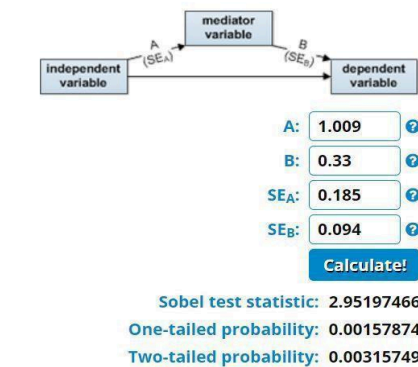 mediator
variable
A
(SEA)
B
(SEB)
independent
variable
dependent
variable
A: 1.009 ?
B: 0.33 ?
SEA: 0.185 ?
SEB: 0.094 ?
Calculate!
Sobel test statistic: 2.95197466
One-tailed probability: 0.00157874
Two-tailed probability: 0.00315749